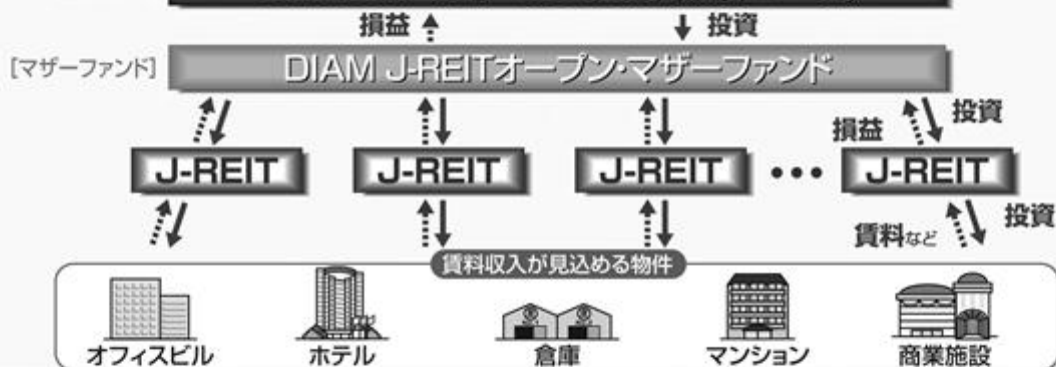 損益 投資
[マザーファンド] DIAM J-REITオープン・マザーファンド
損益 投資
J-REIT J-REIT J-REIT ••• J-REIT
賃料など 投資
賃料収入が見込める物件
オフィスビル ホテル 倉庫 マンション 商業施設